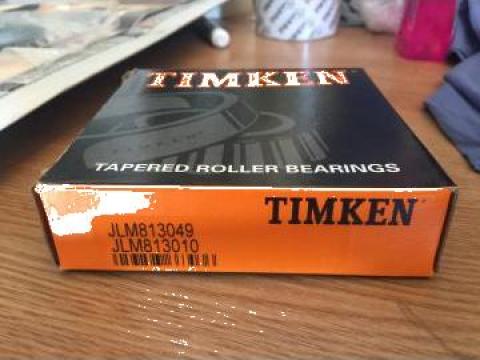 TIMKEN
TAPERED ROLLER BEARINGS
TIMKEN
JLM813049
JLM813010